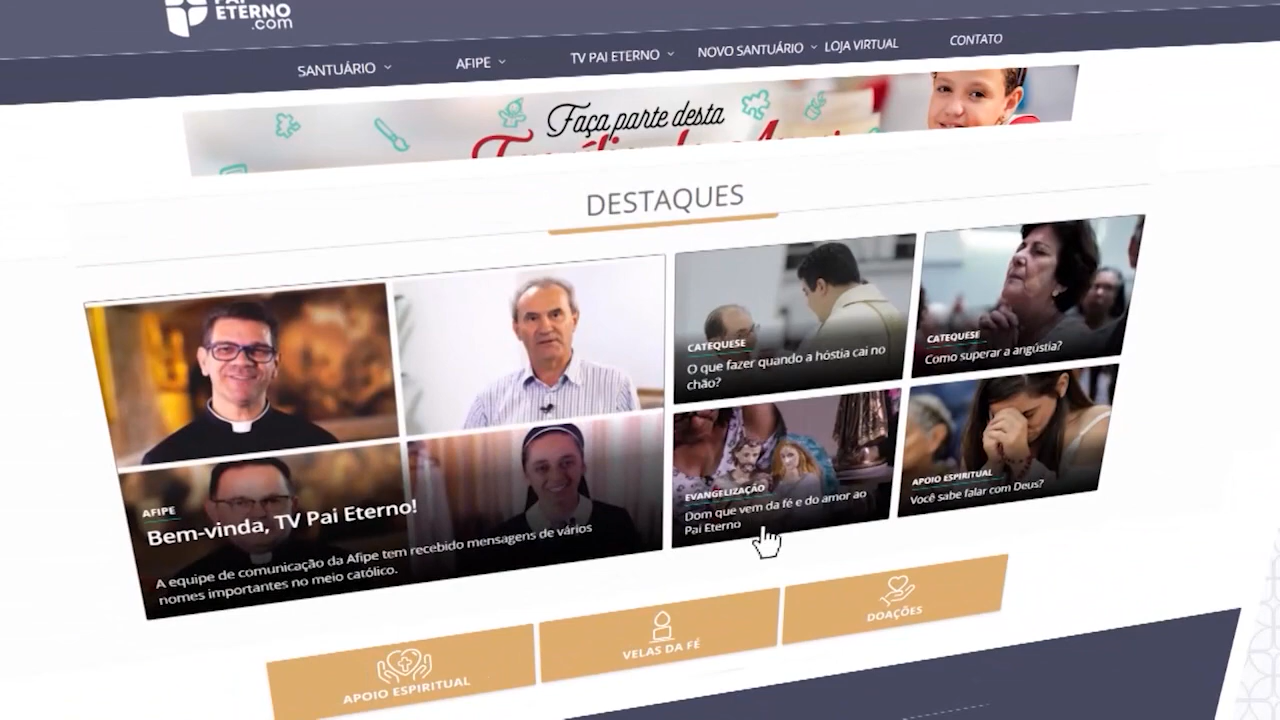 PAI
ETERNO
.com
SANTUÁRIO
AFIPE
TV PAI ETERNO
NOVO SANTUÁRIO
LOJA VIRTUAL
CONTATO
Faça parte desta
DESTAQUES
AFIPE
Bem-vinda, TV Pai Eterno!
A equipe de comunicação da Afipe tem recebido mensagens de vários
nomes importantes no meio católico.
CATEQUESE
O que fazer quando a hóstia cai no
chão?
CATEQUESE
Como superar a angústia?
EVANGELIZAÇÃO
Dom que vem da fé e do amor ao
Pai Eterno
APOIO ESPIRITUAL
Você sabe falar com Deus?
APOIO ESPIRITUAL
VELAS DA FÉ
DOAÇÕES